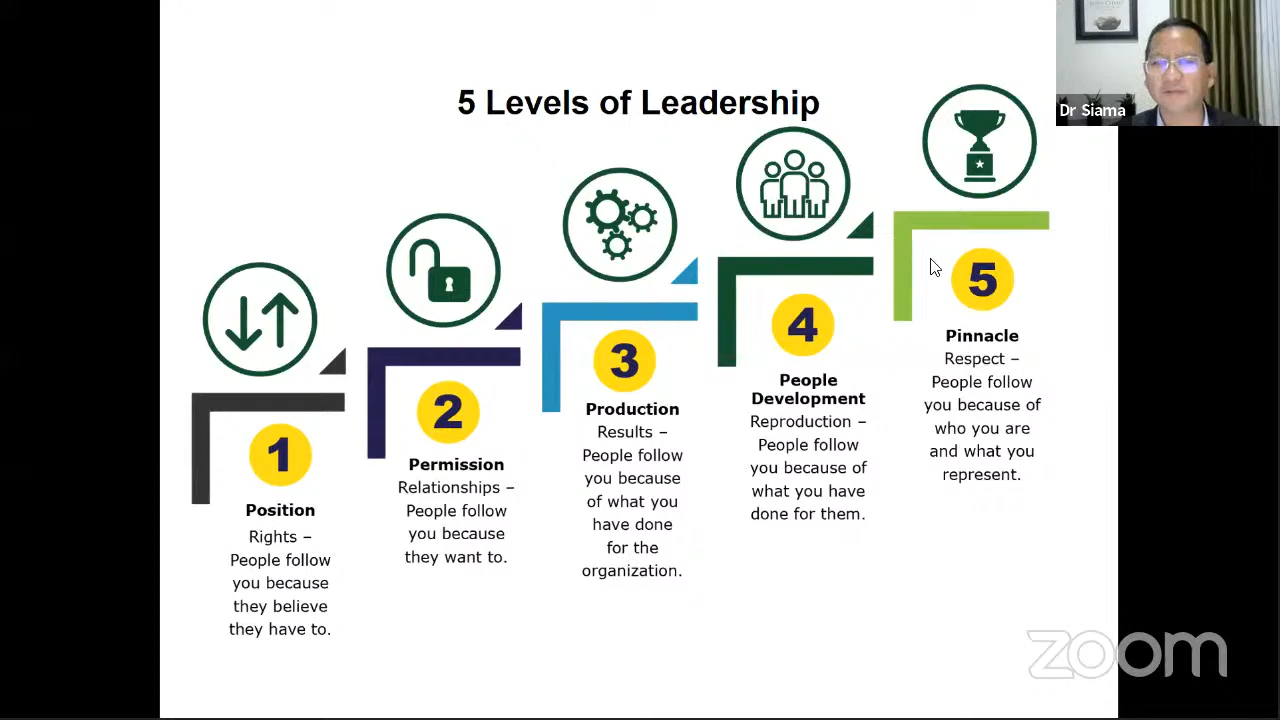 5 Levels of Leadership
Dr Siama
1
Position
Rights –
People follow
you because
they believe
they have to.
2
Permission
Relationships –
People follow
you because
they want to.
3
Production
Results –
People follow
you because
of what you
have done
for the
organization.
4
People
Development
Reproduction –
People follow
you because of
what you have
done for them.
5
Pinnacle
Respect –
People follow
you because of
who you are
and what you
represent.
zoom